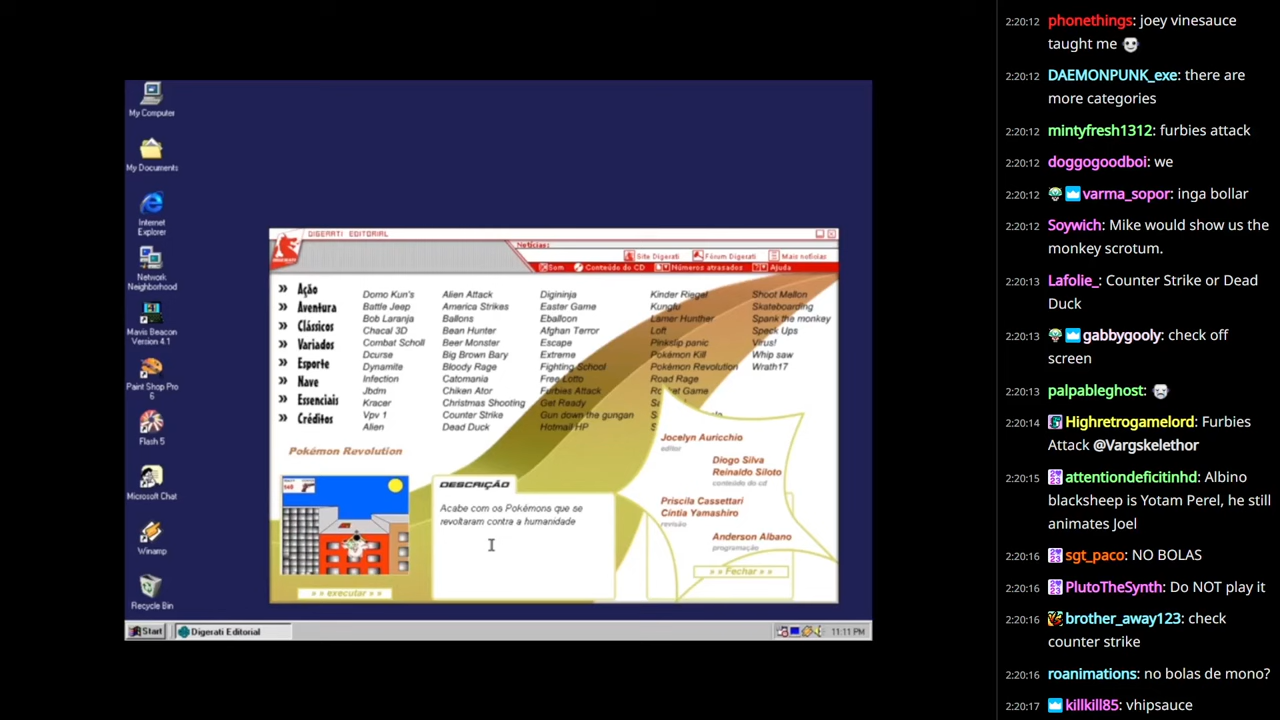 My Computer
My Documents
Internet
Explorer
Network
Neighborhood
Mavis Beacon
Version 4.1
Paint Shop Pro
6
Flash 5
Microsoft Chat
Winamp
Recycle Bin
DIGERATI EDITORIAL
Notícias:
Site Digerati
Fórum Digerati
Mais notícias
Som
Conteúdo do CD
Números atrasados
Ajuda
Ação
Aventura
Clássicos
Variados
Esporte
Nave
Essenciais
Créditos
Domo Kun's
Battle Jeep
Bob Laranja
Chacal 3D
Combat Scholl
Dcurse
Dynamite
Infection
Jbdm
Kracer
Vpv 1
Alien
Alien Attack
America Strikes
Ballons
Bean Hunter
Beer Monster
Big Brown Bary
Bloody Rage
Catomania
Chiken Ator
Christmas Shooting
Counter Strike
Dead Duck
Digininja
Easter Game
Eballoon
Afghan Terror
Escape
Extreme
Fighting School
Free Lotto
Furbies Attack
Get Ready
Gun down the gungan
Hotmail HP
Kinder Riegel
Kungfu
Lamer Hunther
Loft
Pinkslip panic
Pokémon Kill
Pokémon Revolution
Road Rage
Shoot Mellon
Skateboarding
Spank the monkey
Speck Ups
Virus!
Whip saw
Wrath17
Pokémon Revolution
» » executar » »
DESCRIÇÃO
Acabe com os Pokémons que se
revoltaram contra a humanidade
Jocelyn Auricchio
editor
Diogo Silva
Reinaldo Siloto
conteúdo do cd
Priscila Cassettari
Cíntia Yamashiro
revisão
Anderson Albano
programação
» » Fechar » »
Start
Digerati Editorial
11:11 PM
2:20:12 phonethings: joey vinesauce
taught me
2:20:12 DAEMONPUNK_exe: there are
more categories
2:20:12 mintyfresh1312: furbies attack
2:20:12 doggogoodboi: we
2:20:12 varma_sopor: inga bollar
2:20:12 Soywich: Mike would show us the
monkey scrotum.
2:20:13 Lafolie_: Counter Strike or Dead
Duck
2:20:13 gabbygooly: check off
screen
2:20:13 palpableghost:
2:20:14 Highretrogamelord: Furbies
Attack @Vargskelethor
2:20:15 attentiondeficitinhd: Albino
blacksheep is Yotam Perel, he still
animates Joel
2:20:16 sgt_paco: NO BOLAS
2:20:16 PlutoTheSynth: Do NOT play it
2:20:16 brother_away123: check
counter strike
2:20:16 roanimations: no bolas de mono?
2:20:17 killkill85: vhipsauce